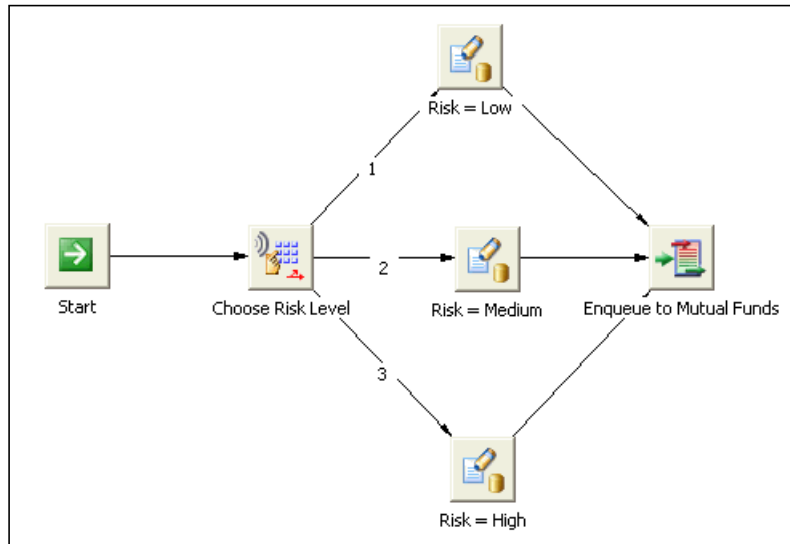 Risk = Low
1
Start
Choose Risk Level
2
Risk = Medium
Enqueue to Mutual Funds
3
Risk = High